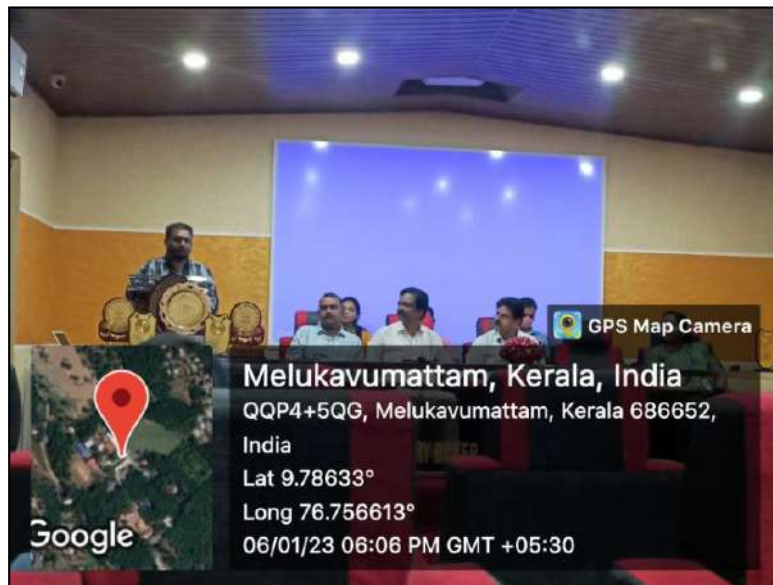 GPS Map Camera
Melukavumattam, Kerala, India
QQP4+5QG, Melukavumattam, Kerala 686652,
India
Lat 9.78633°
Long 76.756613°
06/01/23 06:06 PM GMT +05:30
Google